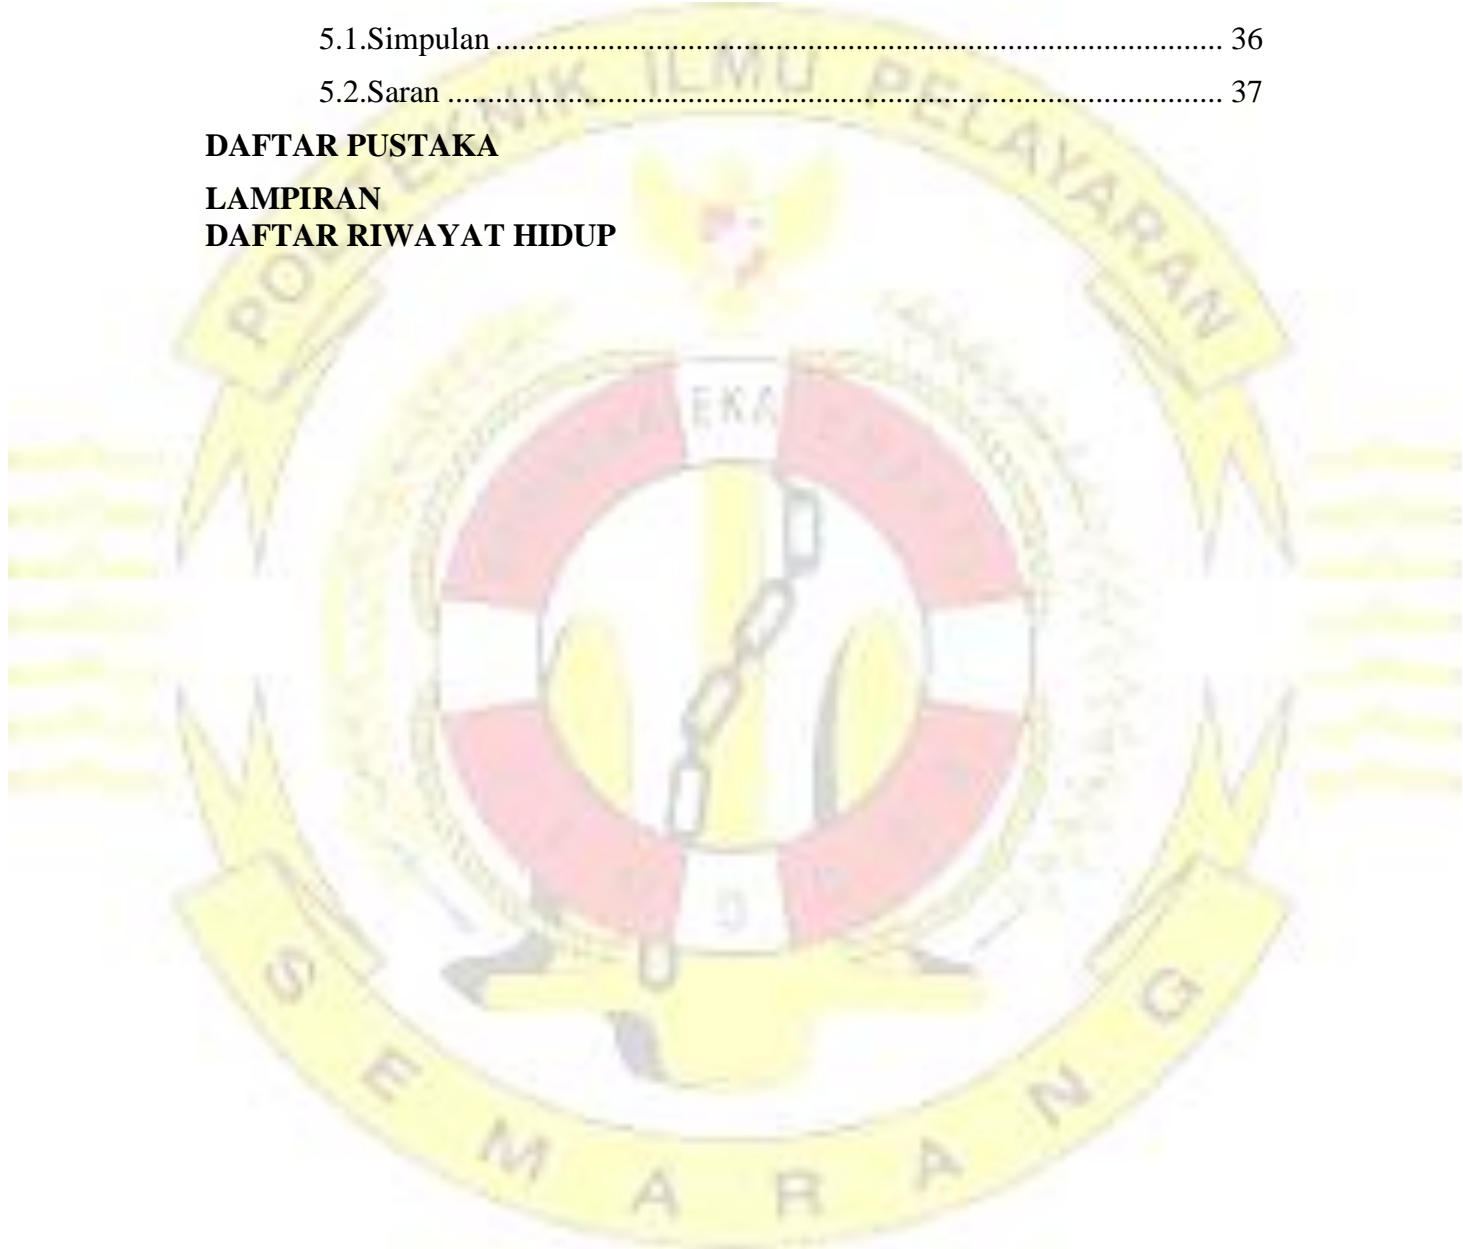 5.1.Simpulan ............................................................................................ 36
5.2.Saran .................................................................................................. 37
DAFTAR PUSTAKA
LAMPIRAN
DAFTAR RIWAYAT HIDUP
POLITEKNIK ILMU PELAYARAN
EKA
SEMARANG